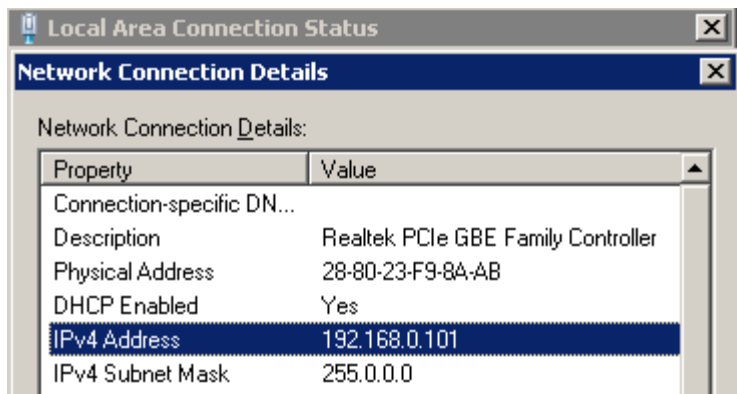 Local Area Connection Status
Network Connection Details
Network Connection Details:
Property Value
Connection-specific DN...
Description Realtek PCIe GBE Family Controller
Physical Address 28-80-23-F9-8A-AB
DHCP Enabled Yes
IPv4 Address 192.168.0.101
IPv4 Subnet Mask 255.0.0.0